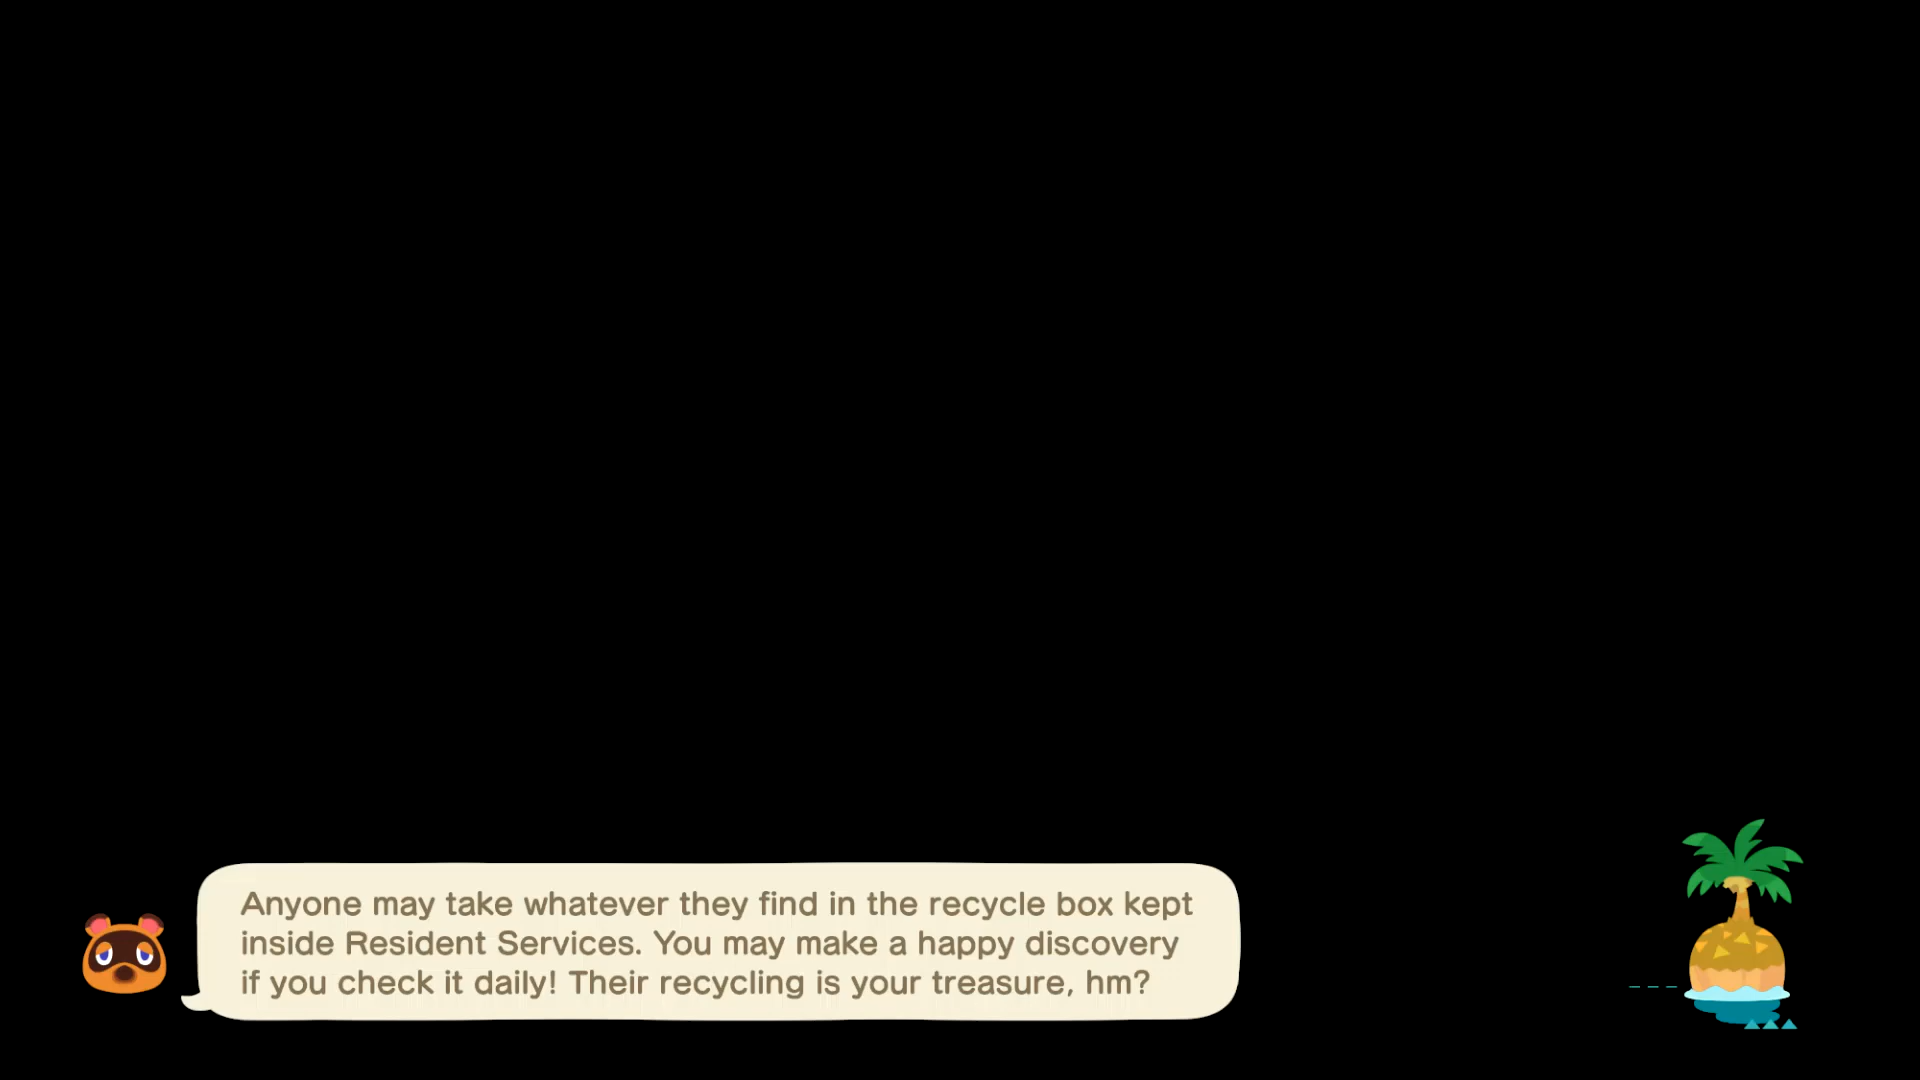 Anyone may take whatever they find in the recycle box kept
inside Resident Services. You may make a happy discovery
if you check it daily! Their recycling is your treasure, hm?